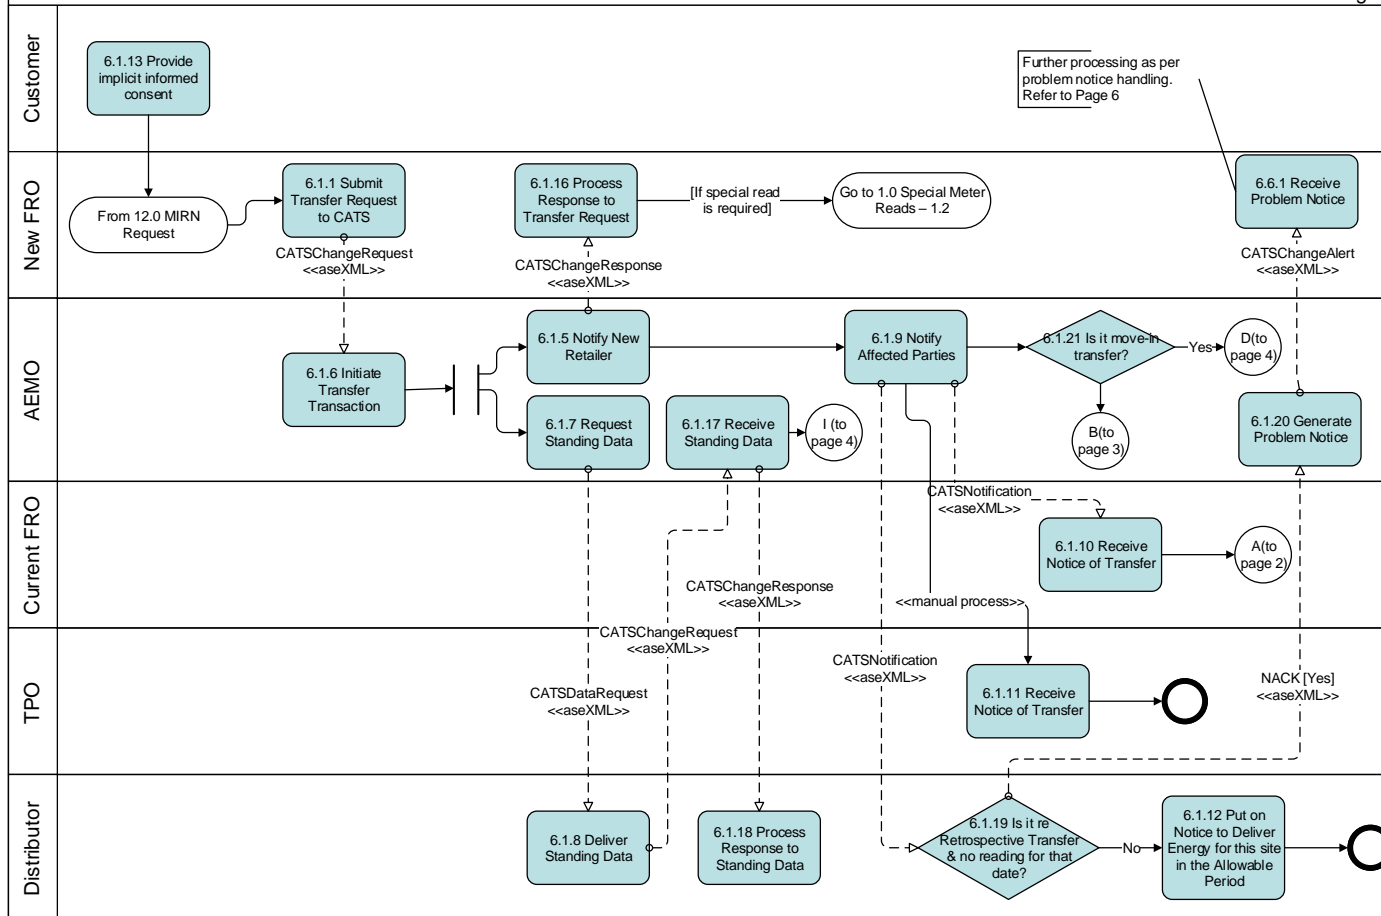 Customer
6.1.13 Provide
implicit informed
consent
Further processing as per
problem notice handling.
Refer to Page 6
New FRO
From 12.0 MIRN
Request
6.1.1 Submit
Transfer Request
to CATS
6.1.16 Process
Response to
Transfer Request
[If special read
is required]
Go to 1.0 Special Meter
Reads – 1.2
6.6.1 Receive
Problem Notice
CATSChangeRequest
<<aseXML>>
CATSChangeResponse
<<aseXML>>
CATSChangeAlert
<<aseXML>>
AEMO
6.1.6 Initiate
Transfer
Transaction
6.1.5 Notify New
Retailer
6.1.7 Request
Standing Data
6.1.17 Receive
Standing Data
I (to
page 4)
6.1.9 Notify
Affected Parties
6.1.21 Is it move-in
transfer?
Yes
D(to
page 4)
B(to
page 3)
6.1.20 Generate
Problem Notice
Current FRO
CATSNotification
<<aseXML>>
6.1.10 Receive
Notice of Transfer
A(to
page 2)
CATSChangeResponse
<<aseXML>>
<<manual process>>
CATSChangeRequest
<<aseXML>>
TPO
CATSDataRequest
<<aseXML>>
CATSNotification
<<aseXML>>
6.1.11 Receive
Notice of Transfer
NACK [Yes]
<<aseXML>>
Distributor
6.1.8 Deliver
Standing Data
6.1.18 Process
Response to
Standing Data
6.1.19 Is it re
Retrospective Transfer
& no reading for that
date?
No
6.1.12 Put on
Notice to Deliver
Energy for this site
in the Allowable
Period